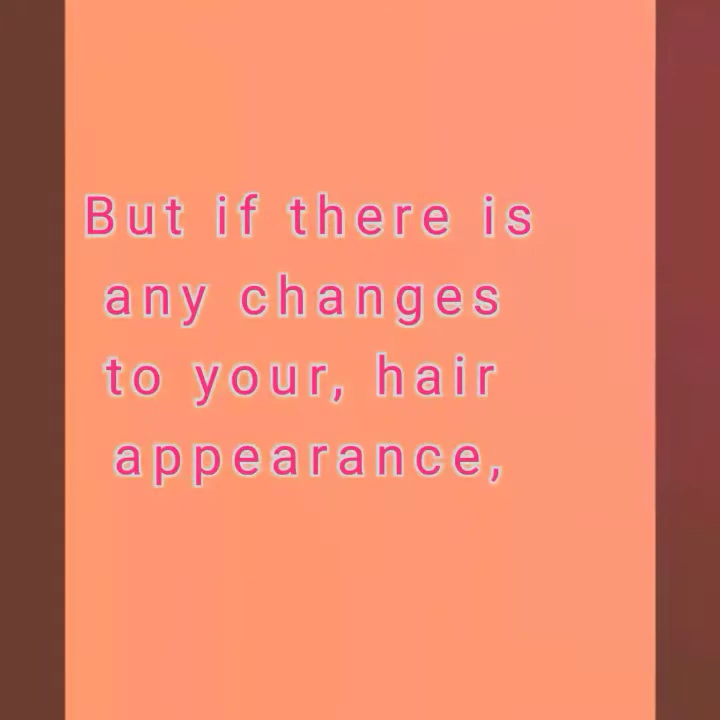 But if there is
any changes
to your, hair
appearance,